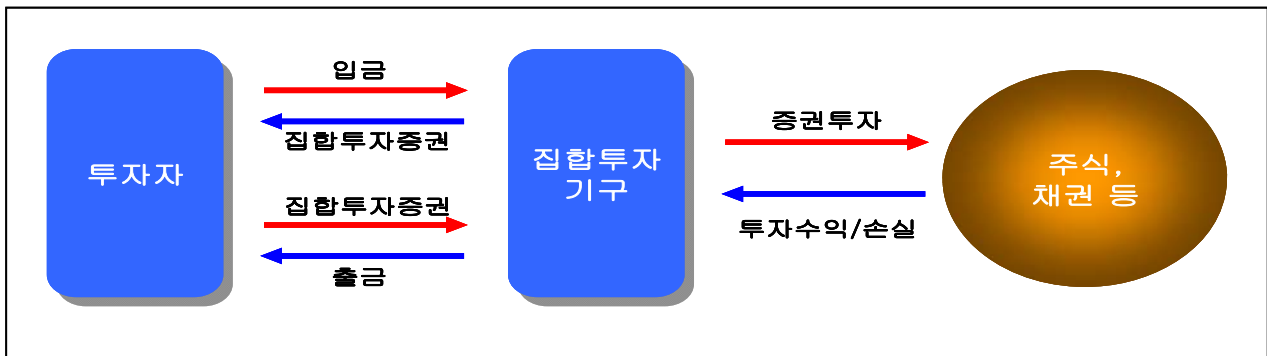 투자자
입금
집합투자증권
집합투자증권
출금
집합투자
기구
증권투자
투자수익/손실
주식,
채권 등